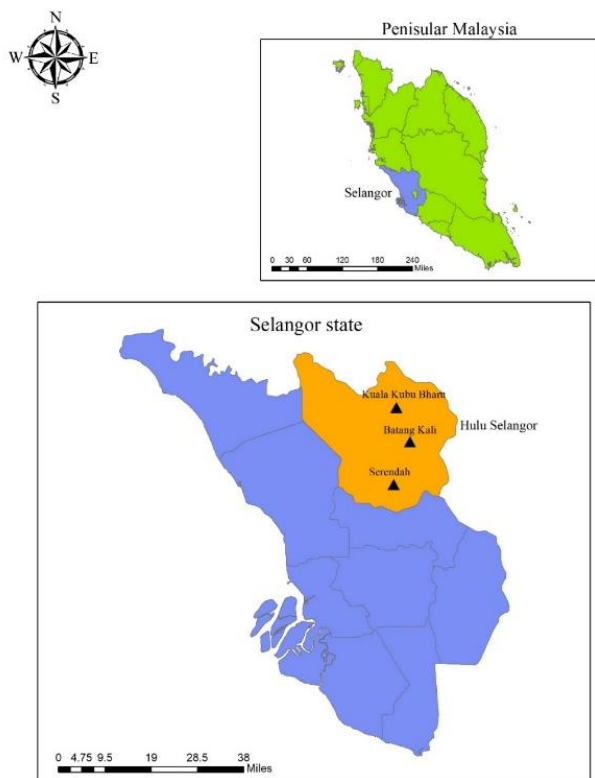 N
W E
S
Penisular Malaysia
Selangor
0 30 60 120 180 240
Miles
Selangor state
Kuala Kubu Bharu
Hulu Selangor
Batang Kali
Serendah
0 4.75 9.5 19 28.5 38
Miles